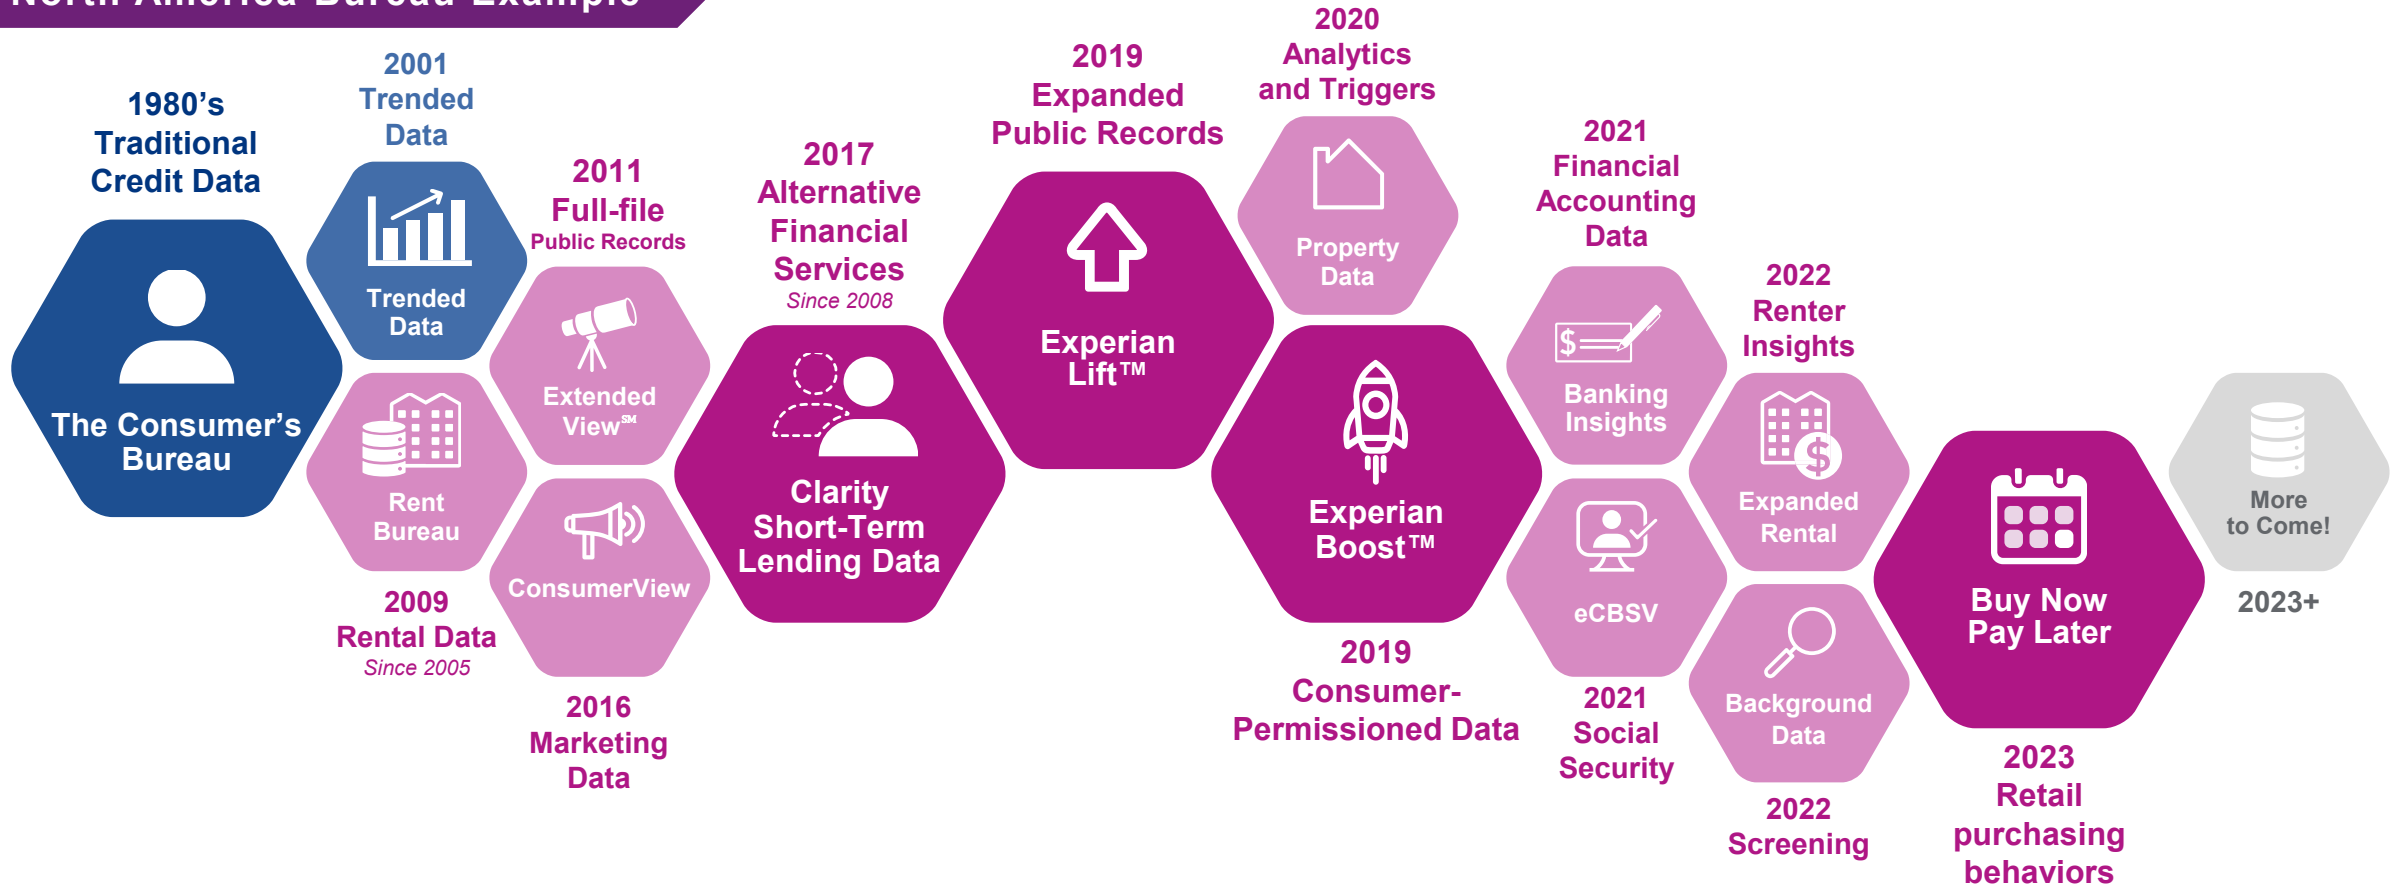 North America Bureau Example
1980's
Traditional
Credit Data
The Consumer's
Bureau
2001
Trended
Data
Trended
Data
Rent
Bureau
2009
Rental Data
Since 2005
2011
Full-file
Public Records
Extended
View℠
ConsumerView
2016
Marketing
Data
2017
Alternative
Financial
Services
Since 2008
Clarity
Short-Term
Lending Data
2019
Expanded
Public Records
Experian
Lift™
2020
Analytics
and Triggers
Property
Data
Experian
Boost™
2019
Consumer-
Permissioned Data
2021
Financial
Accounting
Data
$
Banking
Insights
eCBSV
2021
Social
Security
2022
Renter
Insights
$
Expanded
Rental
Background
Data
2022
Screening
Buy Now
Pay Later
2023
Retail
purchasing
behaviors
More
to Come!
2023+